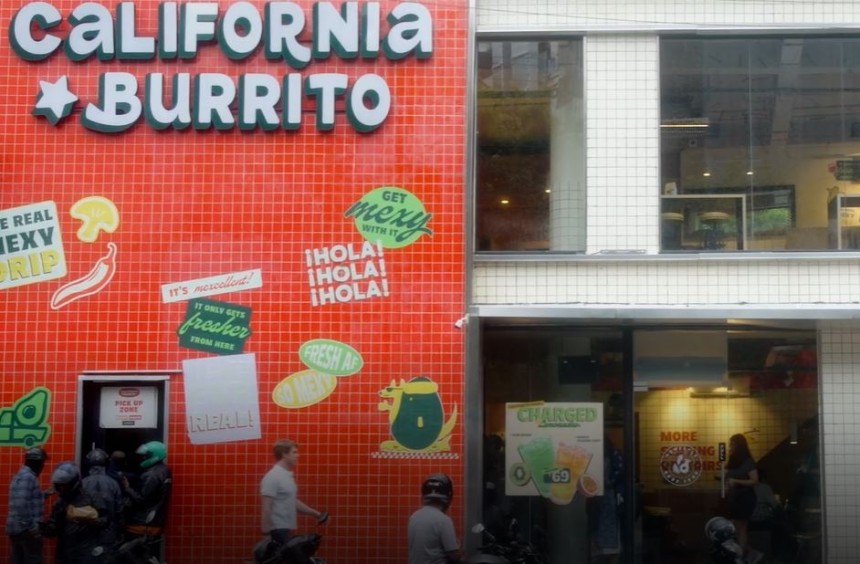 CALIFORNIA
BURRITO
E REAL
MEXY
DRIP
GET
mexy
WITH IT
¡HOLA!
¡HOLA!
¡HOLA!
IT'S mexcellent!
IT ONLY GETS
fresher
FROM HERE
FRESH AF
GO MEXY
REAL!
PICK UP
ZONE
CHARGED
69
MORE